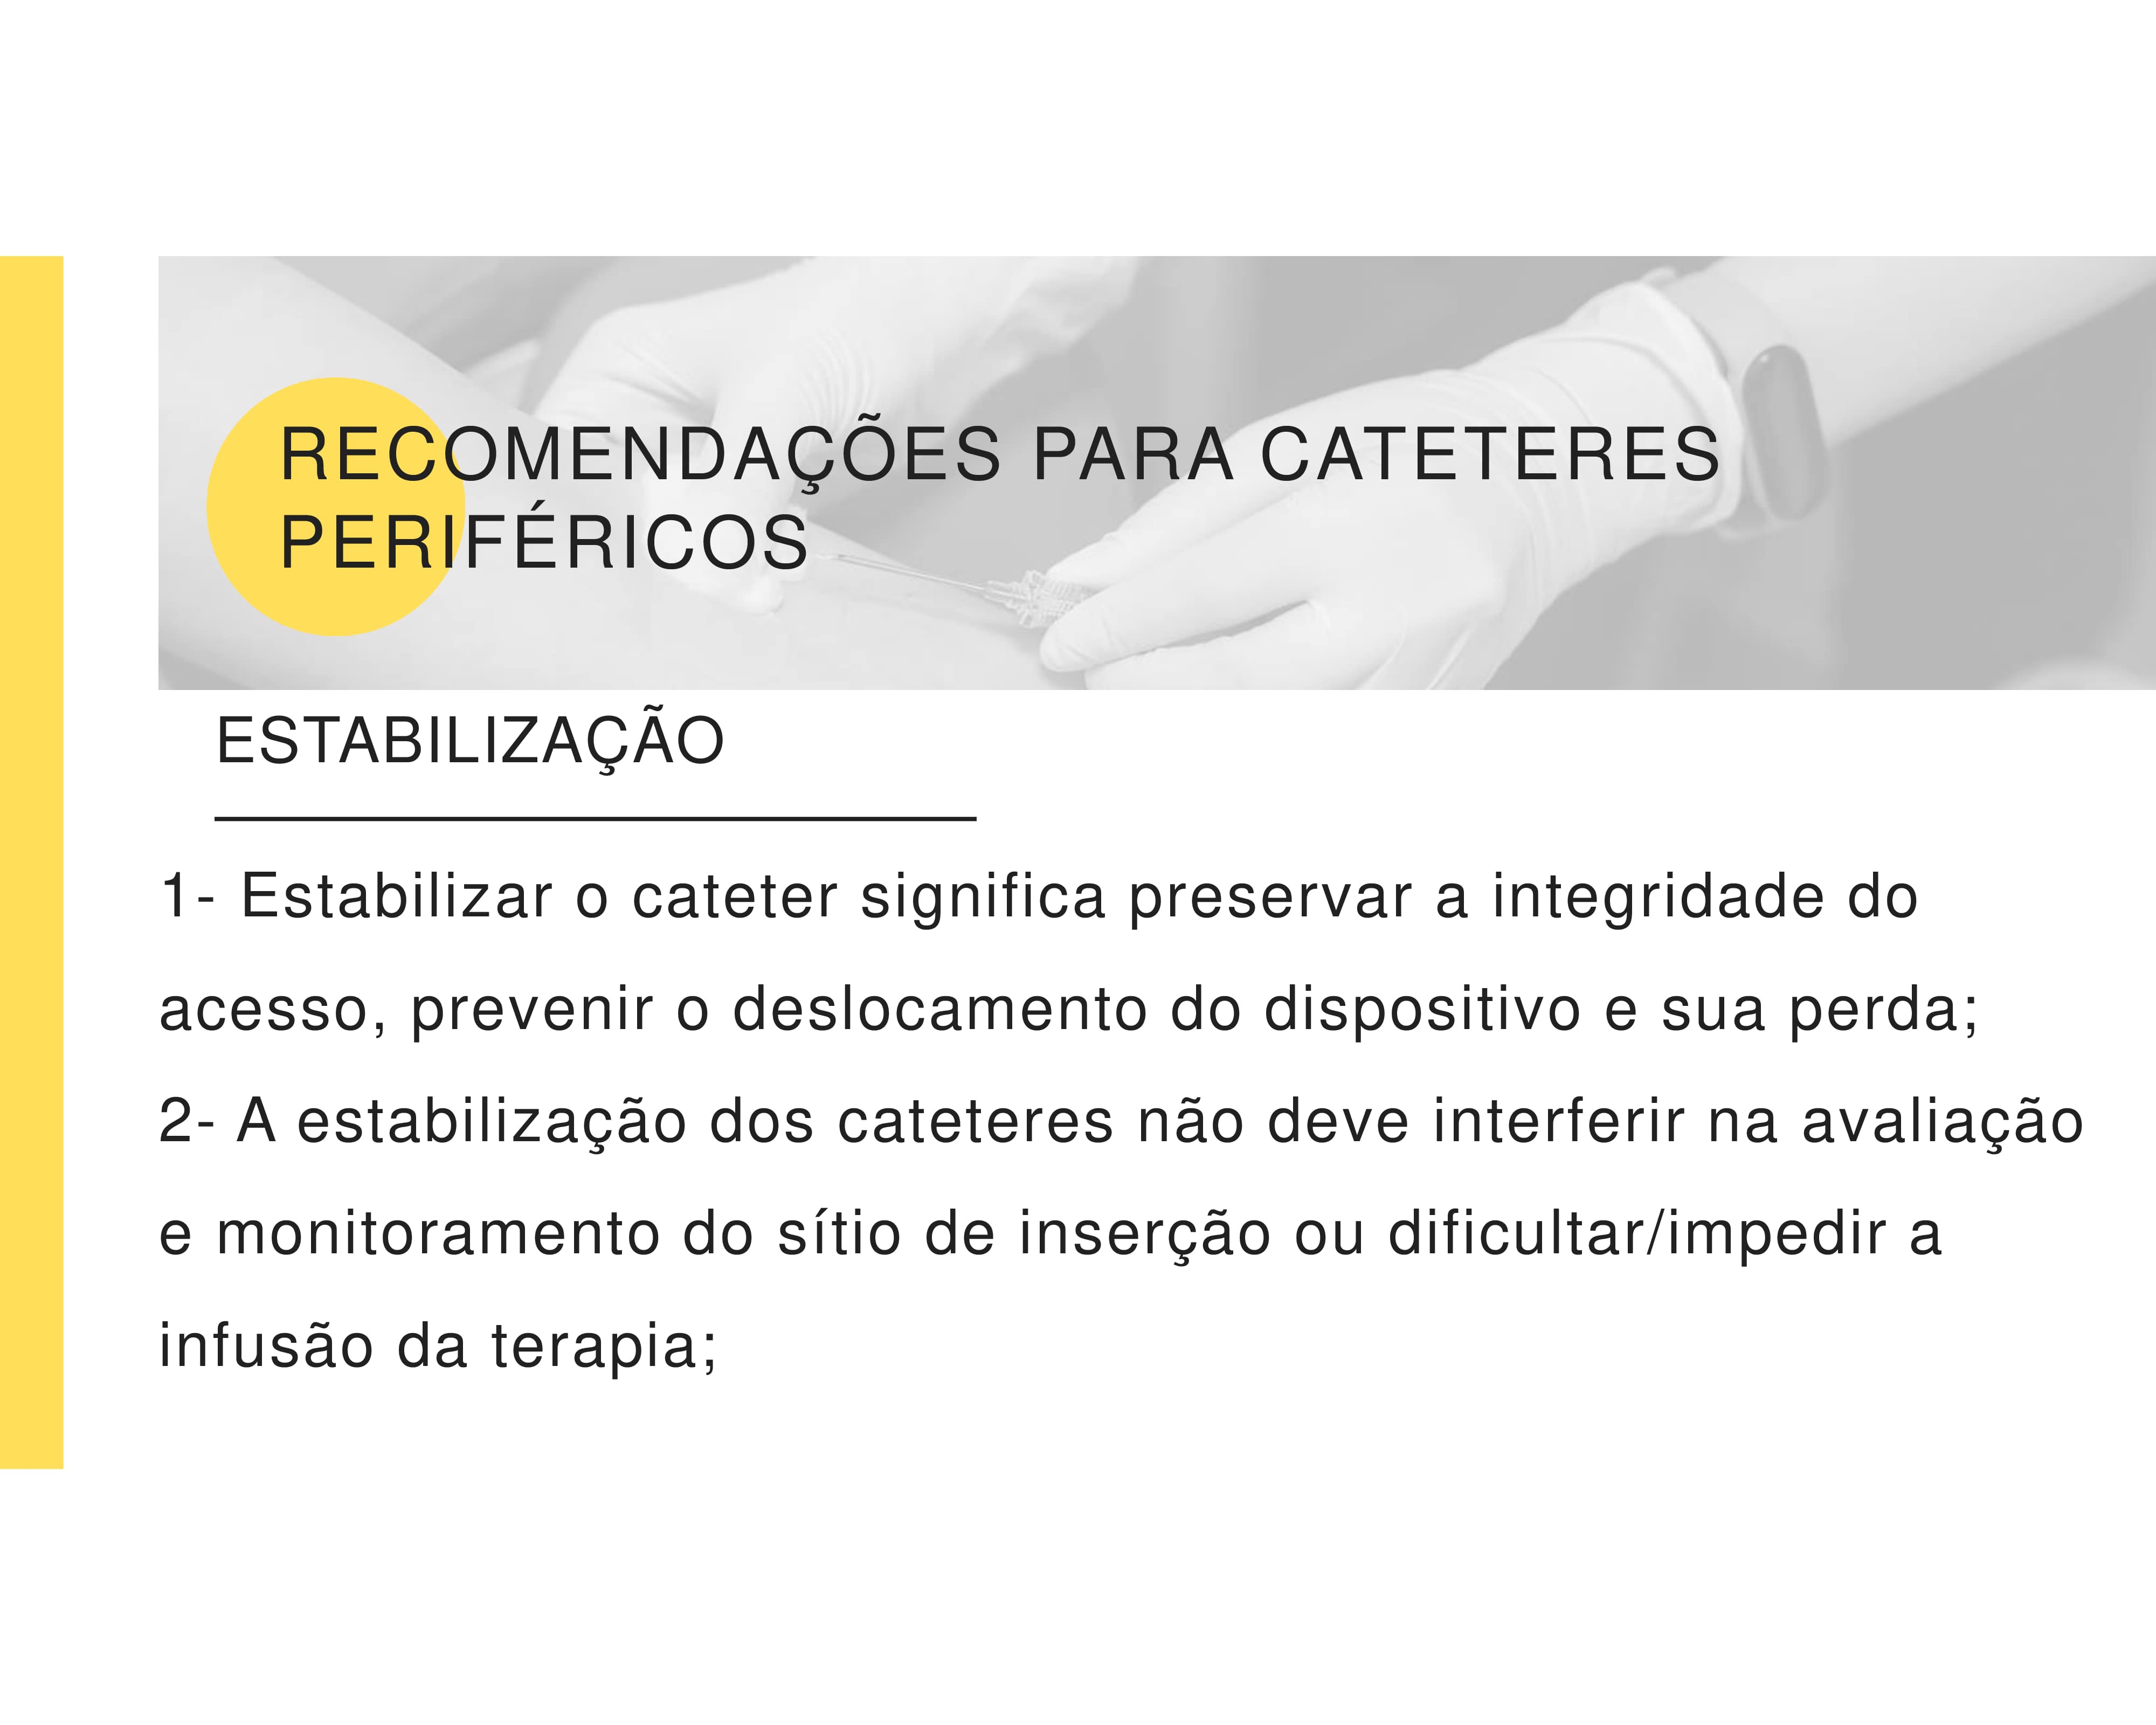 RECOMENDAÇÕES PARA CATETERES
PERIFÉRICOS
ESTABILIZAÇÃO
1- Estabilizar o cateter significa preservar a integridade do
acesso, prevenir o deslocamento do dispositivo e sua perda;
2- A estabilização dos cateteres não deve interferir na avaliação
e monitoramento do sítio de inserção ou dificultar/impedir a
infusão da terapia;